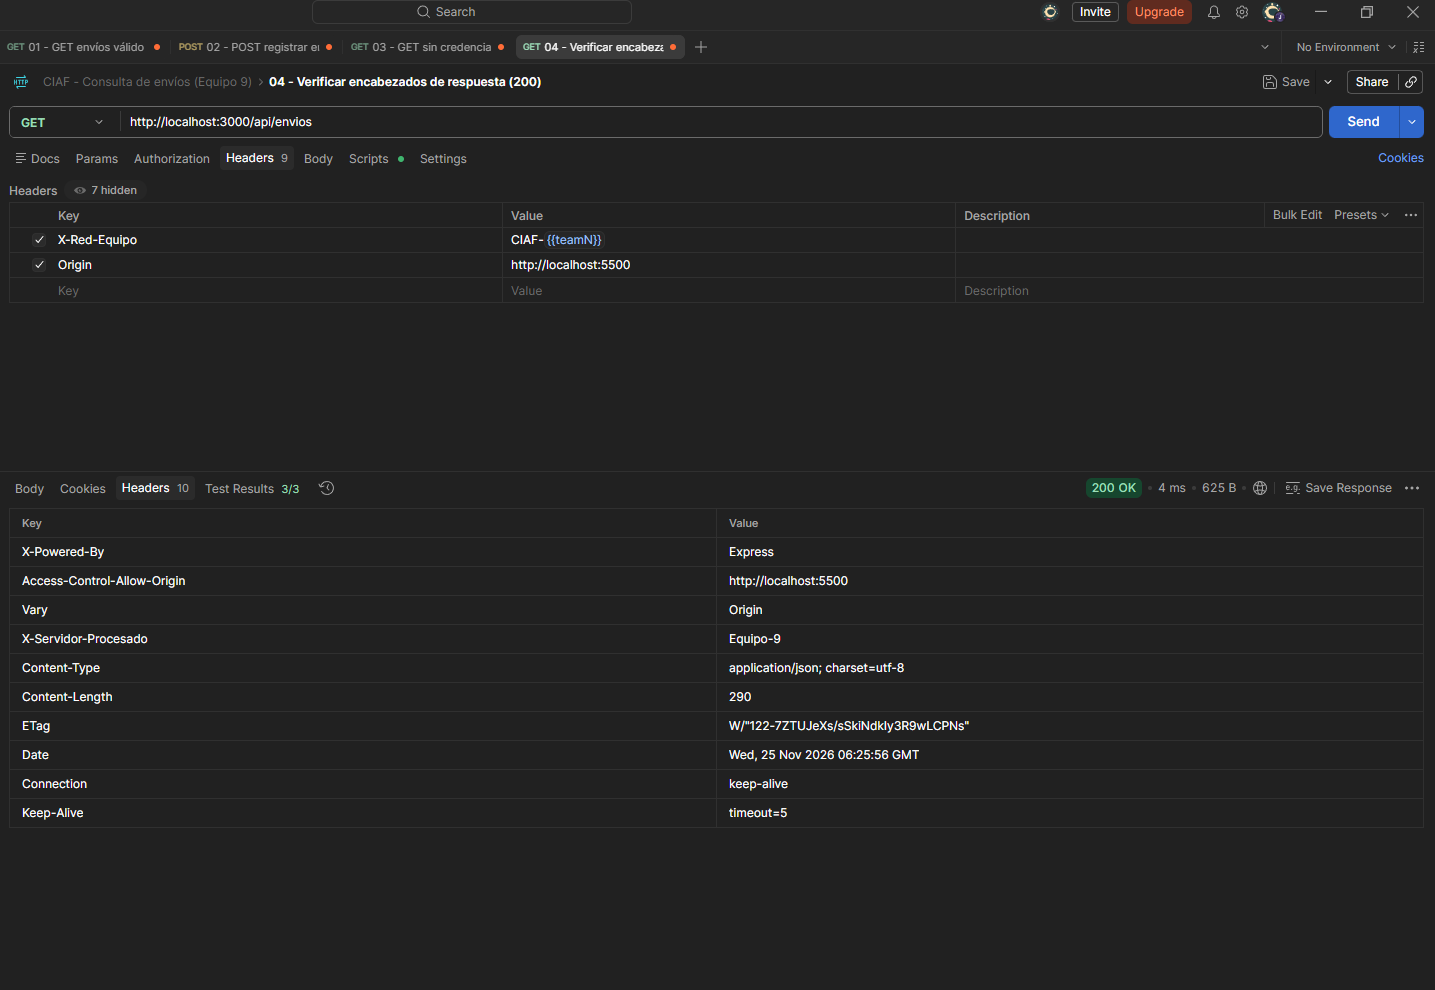 Search
Invite
Upgrade
GET 01 - GET envíos válido
POST 02 - POST registrar e
GET 03 - GET sin credencia
GET 04 - Verificar encabeza
No Environment
HTTP CIAF - Consulta de envíos (Equipo 9) > 04 - Verificar encabezados de respuesta (200)
Save
Share
GET http://localhost:3000/api/envios
Send
Docs Params Authorization Headers 9 Body Scripts Settings
Cookies
Headers 7 hidden
Key Value Description Bulk Edit Presets
X-Red-Equipo CIAF-{{teamN}}
Origin http://localhost:5500
Key Value Description
Body Cookies Headers 10 Test Results 3/3
200 OK 4 ms 625 B e.g. Save Response
Key Value
X-Powered-By Express
Access-Control-Allow-Origin http://localhost:5500
Vary Origin
X-Servidor-Procesado Equipo-9
Content-Type application/json; charset=utf-8
Content-Length 290
ETag W/"122-7ZTUJeXs/sSkiNdkIy3R9wLCPNs"
Date Wed, 25 Nov 2026 06:25:56 GMT
Connection keep-alive
Keep-Alive timeout=5